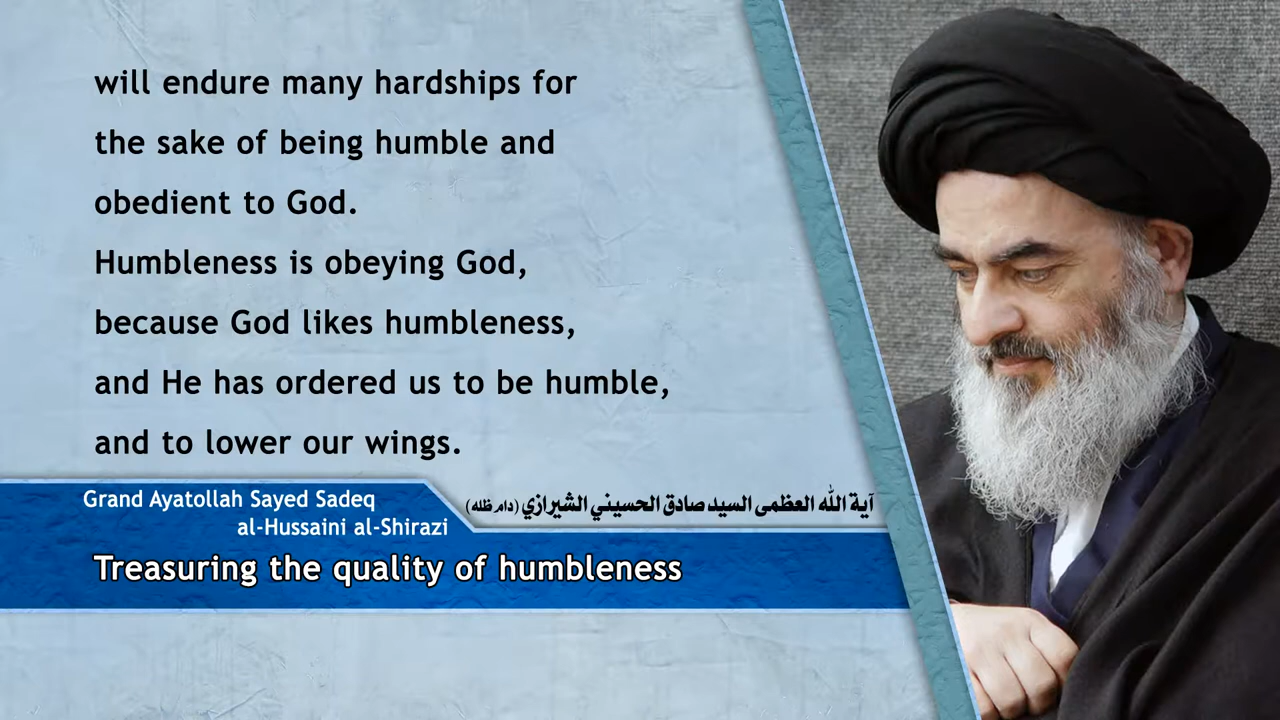 will endure many hardships for
the sake of being humble and
obedient to God.
Humbleness is obeying God,
because God likes humbleness,
and He has ordered us to be humble,
and to lower our wings.
Grand Ayatollah Sayed Sadeq
al-Hussaini al-Shirazi
آية الله العظمى السيد صادق الحسيني الشيرازي (دام ظله)
Treasuring the quality of humbleness